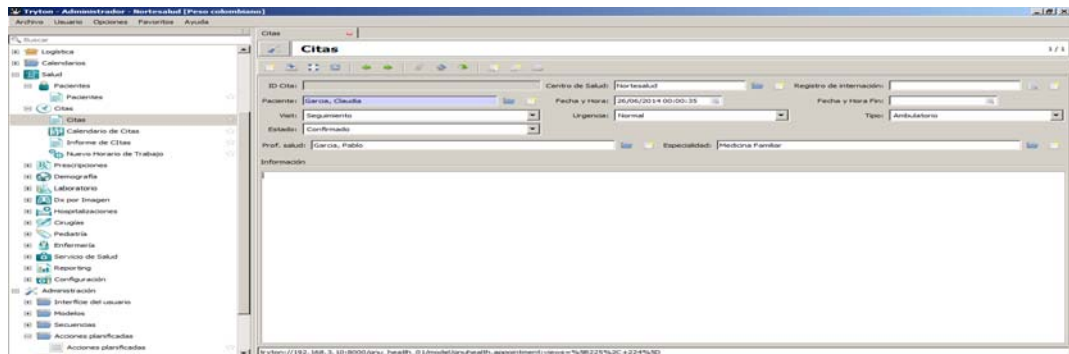 Tryton - Administrador - Nortesalud [Peso colombiano]
Archivo Usuario Opciones Favoritos Ayuda
Buscar
Logística
Calendarios
Salud
Pacientes
Pacientes
Citas
Citas
Calendario de Citas
Informe de Citas
Nuevo Horario de Trabajo
Prescripciones
Demografía
Laboratorio
Dx por Imagen
Hospitalizaciones
Cirugías
Pediatría
Enfermería
Servicio de Salud
Reporting
Configuración
Administración
Interfice del usuario
Modelos
Secuencias
Acciones planificadas
Acciones planificadas
Citas
Citas 1/1
ID Cita: Centro de Salud: Nortesalud Registro de internación:
Paciente: Garcia, Claudia Fecha y Hora: 26/06/2014 00:00:35 Fecha y Hora Fin:
Visit: Seguimiento Urgencia: Normal Tipo: Ambulatorio
Estado: Confirmado
Prof. salud: Garcia, Pablo Especialidad: Medicina Familiar
Información